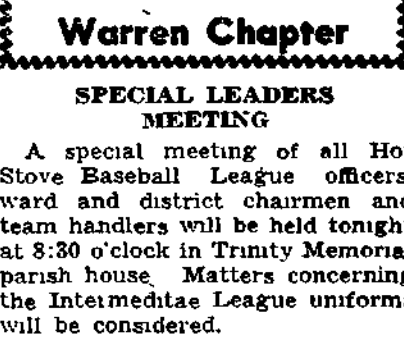 Warren Chapter
SPECIAL LEADERS
MEETING
A special meeting of all Ho
Stove Baseball League officers
ward and district chairmen and
team handlers will be held tonigh
at 8:30 o'clock in Trinity Memoria
parish house. Matters concerning
the Intetmeditae League uniform
will be considered.